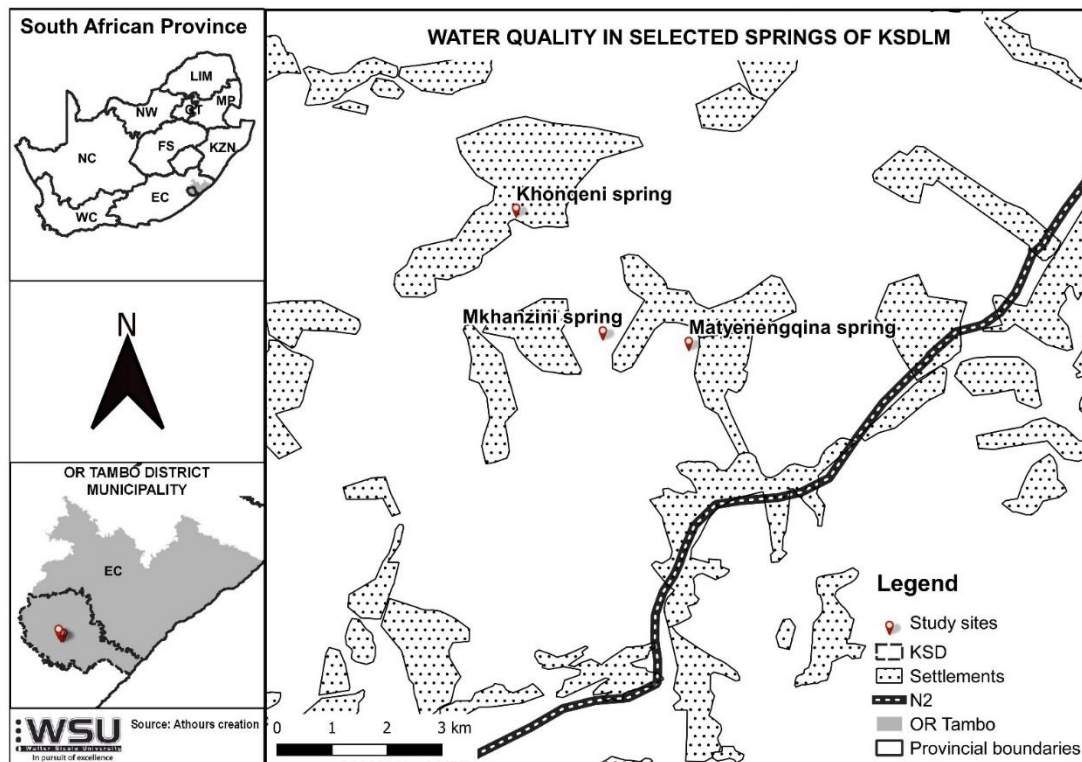 South African Province
LIM
MP
NW
GT
FS
KZN
NC
EC
WC
N
OR TAMBO DISTRICT
MUNICIPALITY
EC
WSU
Walter Sisulu University
In pursuit of excellence
Source: Athours creation
WATER QUALITY IN SELECTED SPRINGS OF KSDLM
Khonqeni spring
Mkhanzini spring
Matyenengqina spring
0 1 2 3 km
Legend
Study sites
KSD
Settlements
N2
OR Tambo
Provincial boundaries